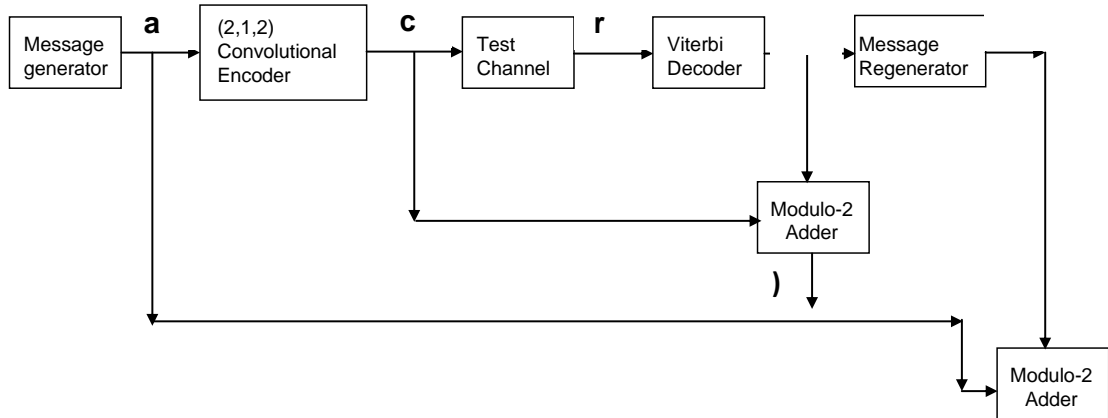 a
c
r
Message
generator
(2,1,2)
Convolutional
Encoder
Test
Channel
Viterbi
Decoder
Message
Regenerator
Modulo-2
Adder
)
Modulo-2
Adder